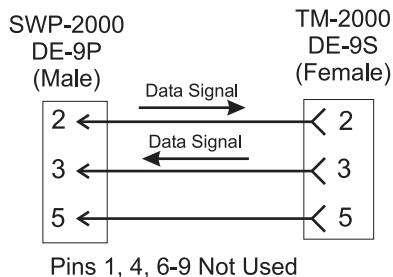 SWP-2000
DE-9P
(Male)
TM-2000
DE-9S
(Female)
Data Signal
2 2
Data Signal
3 3
5 5
Pins 1, 4, 6-9 Not Used